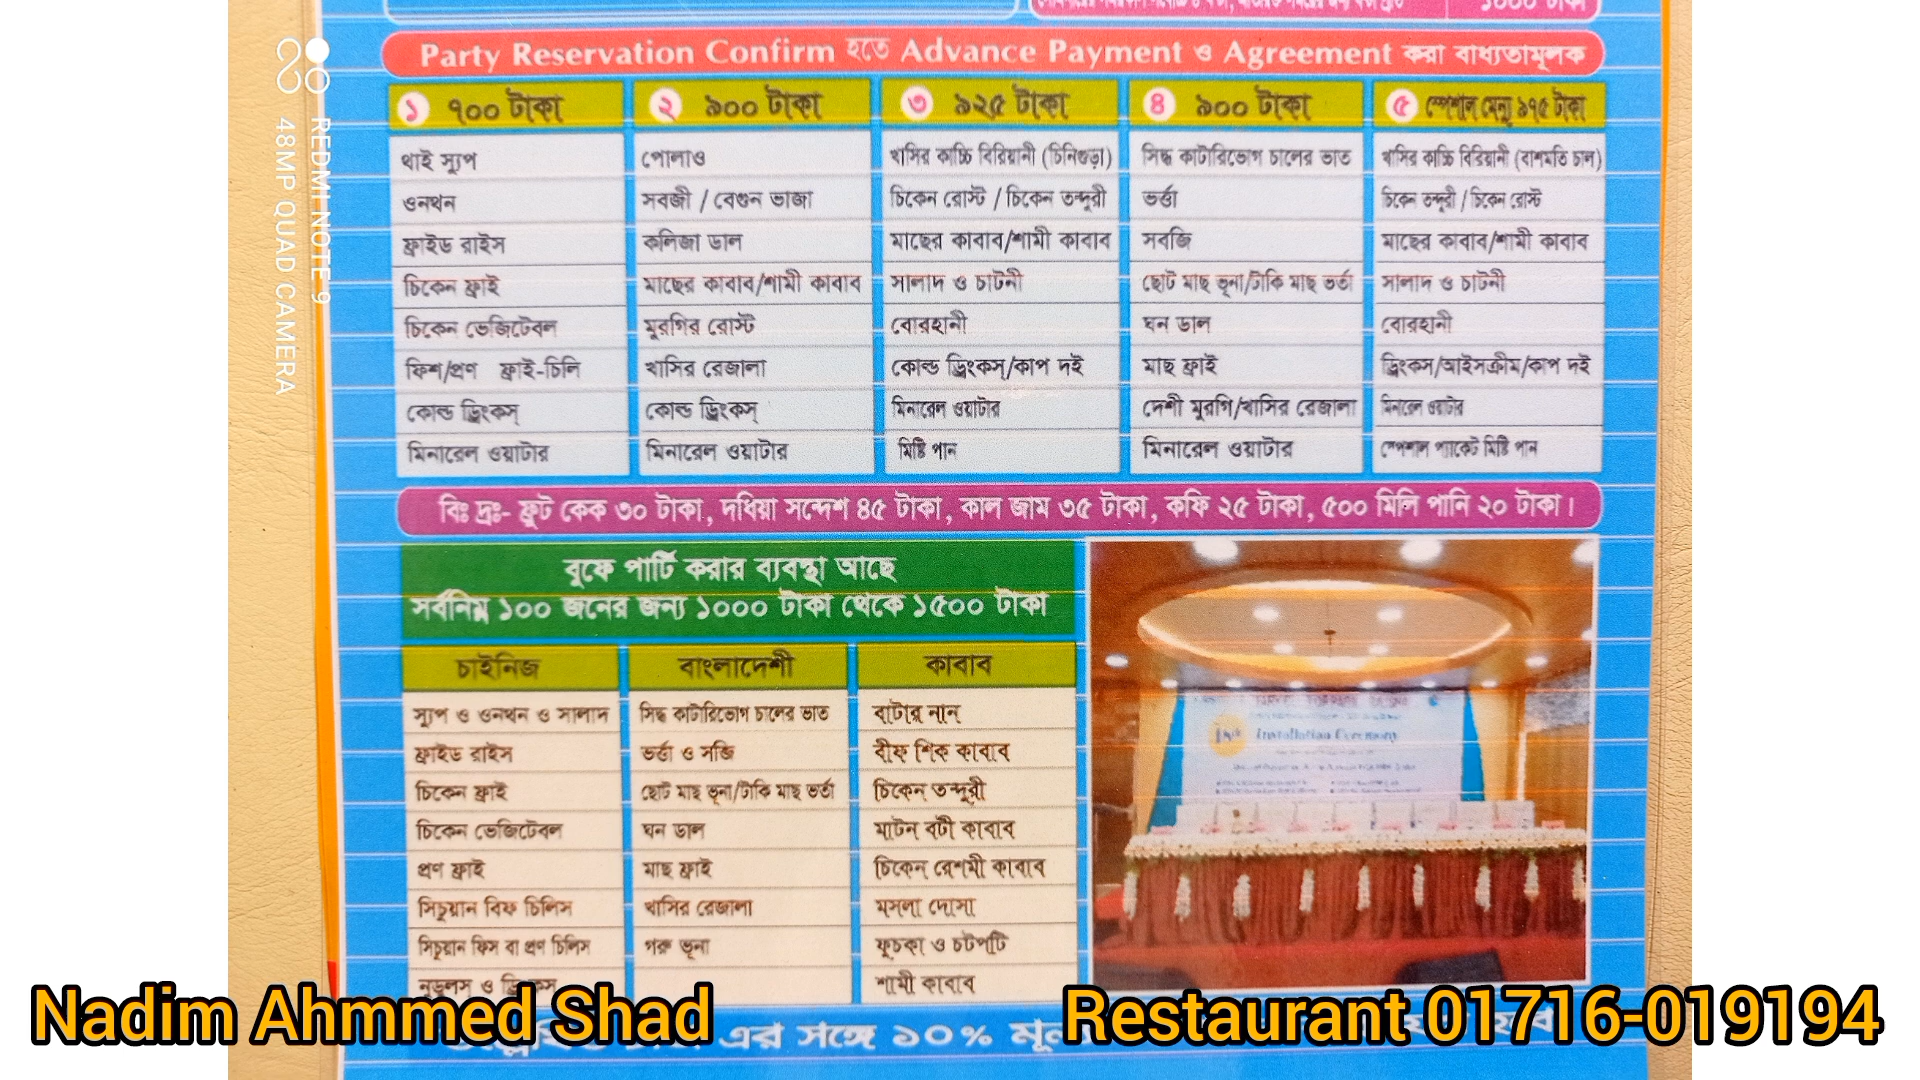 ১০০০ টাকা
Party Reservation Confirm হতে Advance Payment ও Agreement করা বাধ্যতামূলক
১ ৭০০ টাকা
থাই স্যুপ
ওনথন
ফ্রাইড রাইস
চিকেন ফ্রাই
চিকেন ভেজিটেবল
ফিশ/প্রণ ফ্রাই-চিলি
কোল্ড ড্রিংকস্
মিনারেল ওয়াটার
২ ৯০০ টাকা
পোলাও
সবজী / বেগুন ভাজা
কলিজা ডাল
মাছের কাবাব/শামী কাবাব
মুরগির রোস্ট
খাসির রেজালা
কোল্ড ড্রিংকস্
মিনারেল ওয়াটার
৩ ৯২৫ টাকা
খাসির কাচ্চি বিরিয়ানী (চিনিগুড়া)
চিকেন রোস্ট / চিকেন তন্দুরী
মাছের কাবাব/শামী কাবাব
সালাদ ও চাটনী
বোরহানী
কোল্ড ড্রিংকস্/কাপ দই
মিনারেল ওয়াটার
মিষ্টি পান
৪ ৯০০ টাকা
সিদ্ধ কাটারিভোগ চালের ভাত
ভর্তা
সবজি
ছোট মাছ ভূনা/টাকি মাছ ভর্তা
ঘন ডাল
মাছ ফ্রাই
দেশী মুরগি/খাসির রেজালা
মিনারেল ওয়াটার
৫ স্পেশাল মেন্যু ৯৭৫ টাকা
খাসির কাচ্চি বিরিয়ানী (বাশমতি চাল)
চিকেন তন্দুরী / চিকেন রোস্ট
মাছের কাবাব/শামী কাবাব
সালাদ ও চাটনী
বোরহানী
ড্রিংকস/আইসক্রীম/কাপ দই
মিনারেল ওয়াটার
স্পেশাল প্যাকেট মিষ্টি পান
বিঃ দ্রঃ- ফ্রুট কেক ৩০ টাকা, দধিয়া সন্দেশ ৪৫ টাকা, কাল জাম ৩৫ টাকা, কফি ২৫ টাকা, ৫০০ মিলি পানি ২০ টাকা।
বুফে পার্টি করার ব্যবস্থা আছে
সর্বনিম্ন ১০০ জনের জন্য ১০০০ টাকা থেকে ১৫০০ টাকা
চাইনিজ
স্যুপ ও ওনথন ও সালাদ
ফ্রাইড রাইস
চিকেন ফ্রাই
চিকেন ভেজিটেবল
প্রণ ফ্রাই
সিচুয়ান বিফ চিলিস
সিচুয়ান ফিস বা প্রণ চিলিস
নুডুলস ও ড্রিংকস
বাংলাদেশী
সিদ্ধ কাটারিভোগ চালের ভাত
ভর্ত্তা ও সব্জি
ছোট মাছ ভূনা/টাকি মাছ ভর্তা
ঘন ডাল
মাছ ফ্রাই
খাসির রেজালা
গরু ভূনা
কাবাব
বাটার নান
বীফ শিক কাবাব
চিকেন তন্দুরী
মাটন বটী কাবাব
চিকেন রেশমী কাবাব
মসলা দোসা
ফুচকা ও চটপটি
শামী কাবাব
Installation Ceremony
এর সঙ্গে ১০%
REDMI NOTE 9
48MP QUAD CAMERA
Nadim Ahmmed Shad
Restaurant 01716-019194